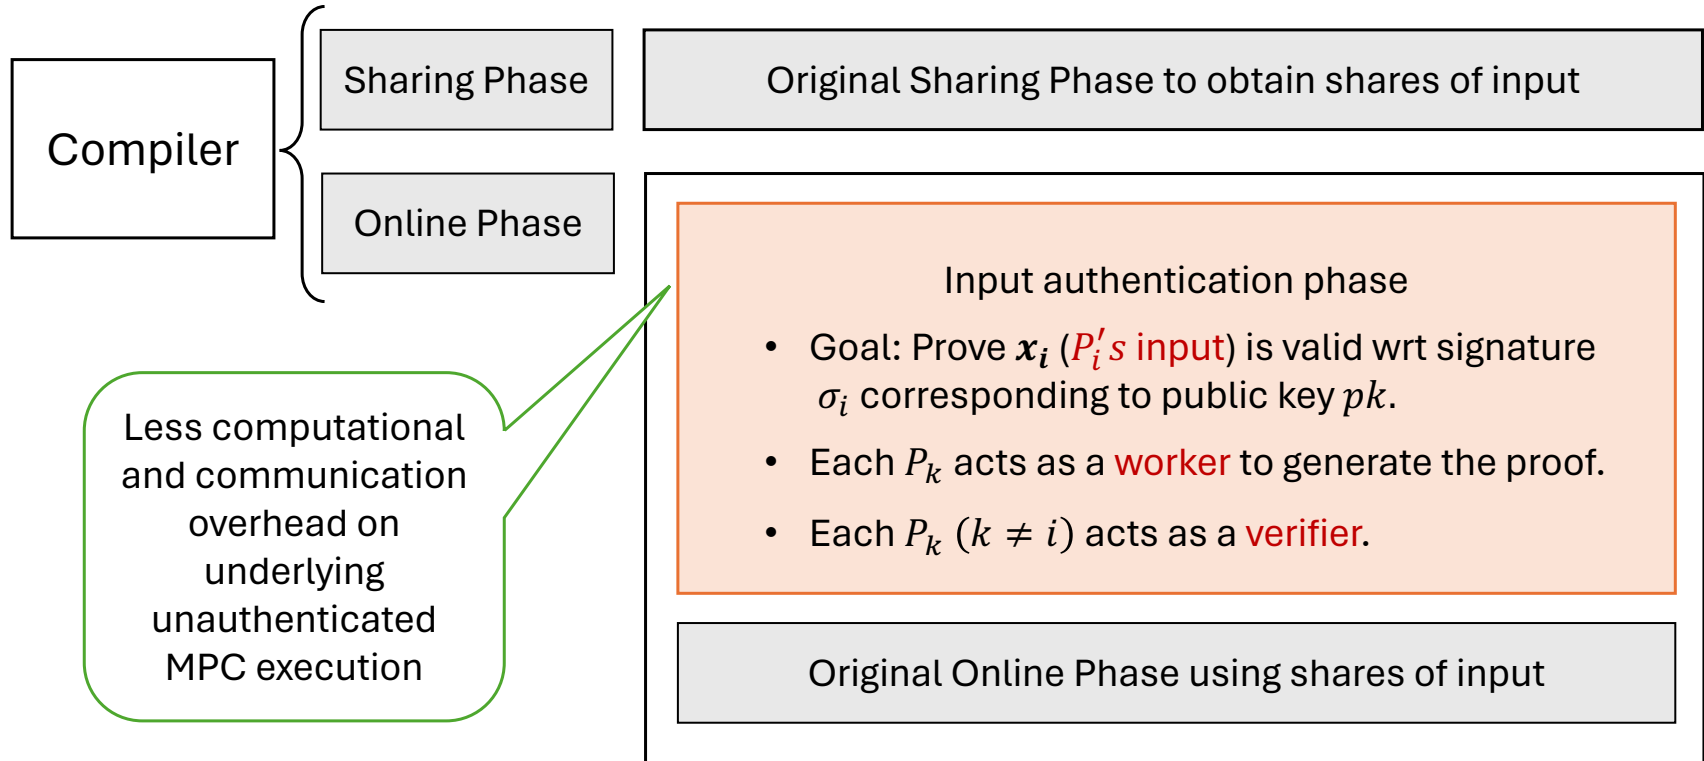 Compiler
Sharing Phase
Original Sharing Phase to obtain shares of input
Online Phase
Input authentication phase
• Goal: Prove 𝒙𝒊 (𝑃𝑖′𝑠 input) is valid wrt signature
𝜎𝑖 corresponding to public key 𝑝𝑘.
• Each 𝑃𝑘 acts as a worker to generate the proof.
• Each 𝑃𝑘 (𝑘 ≠ 𝑖) acts as a verifier.
Less computational
and communication
overhead on
underlying
unauthenticated
MPC execution
Original Online Phase using shares of input